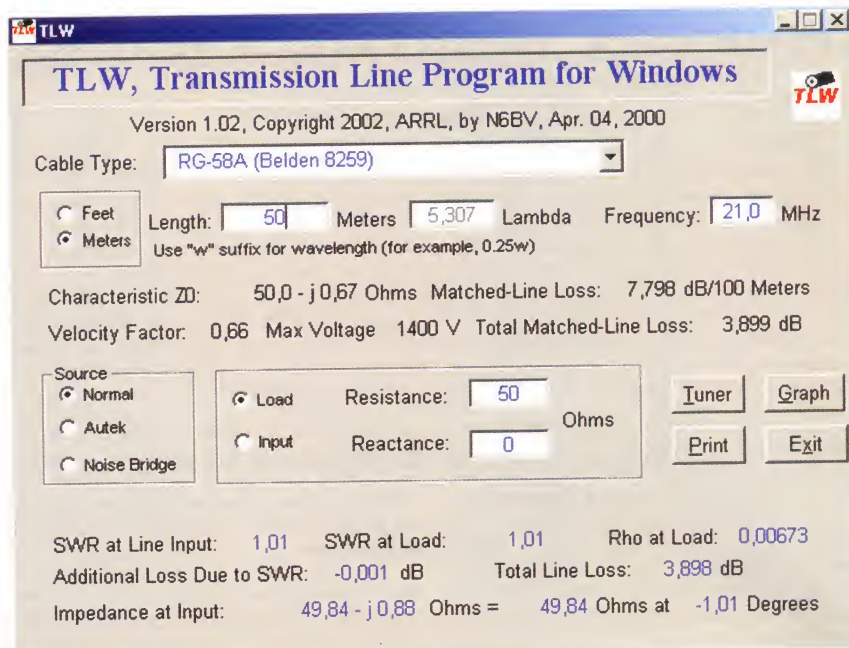 TLW TLW
TLW, Transmission Line Program for Windows
TLW
Version 1.02, Copyright 2002, ARRL, by N6BV, Apr. 04, 2000
Cable Type: RG-58A (Belden 8259)
Feet
Meters
Length: 50 Meters 5,307 Lambda Frequency: 21,0 MHz
Use "w" suffix for wavelength (for example, 0.25w)
Characteristic Z0: 50,0 - j 0,67 Ohms Matched-Line Loss: 7,798 dB/100 Meters
Velocity Factor: 0,66 Max Voltage 1400 V Total Matched-Line Loss: 3,899 dB
Source
Normal
Autek
Noise Bridge
Load Resistance: 50
Ohms
Input Reactance: 0
Tuner Graph
Print Exit
SWR at Line Input: 1,01 SWR at Load: 1,01 Rho at Load: 0,00673
Additional Loss Due to SWR: -0,001 dB Total Line Loss: 3,898 dB
Impedance at Input: 49,84 - j 0,88 Ohms = 49,84 Ohms at -1,01 Degrees